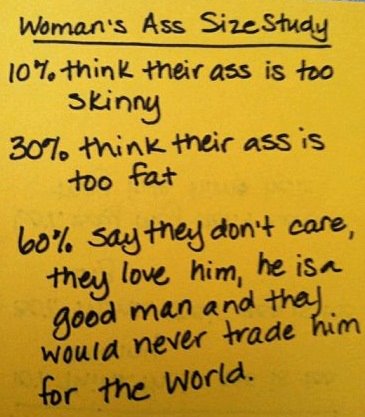 Woman's Ass Size Study
10% think their ass is too
skinny
30% think their ass is
too fat
60% say they don't care,
they love him, he is a
good man and they
would never trade him
for the world.